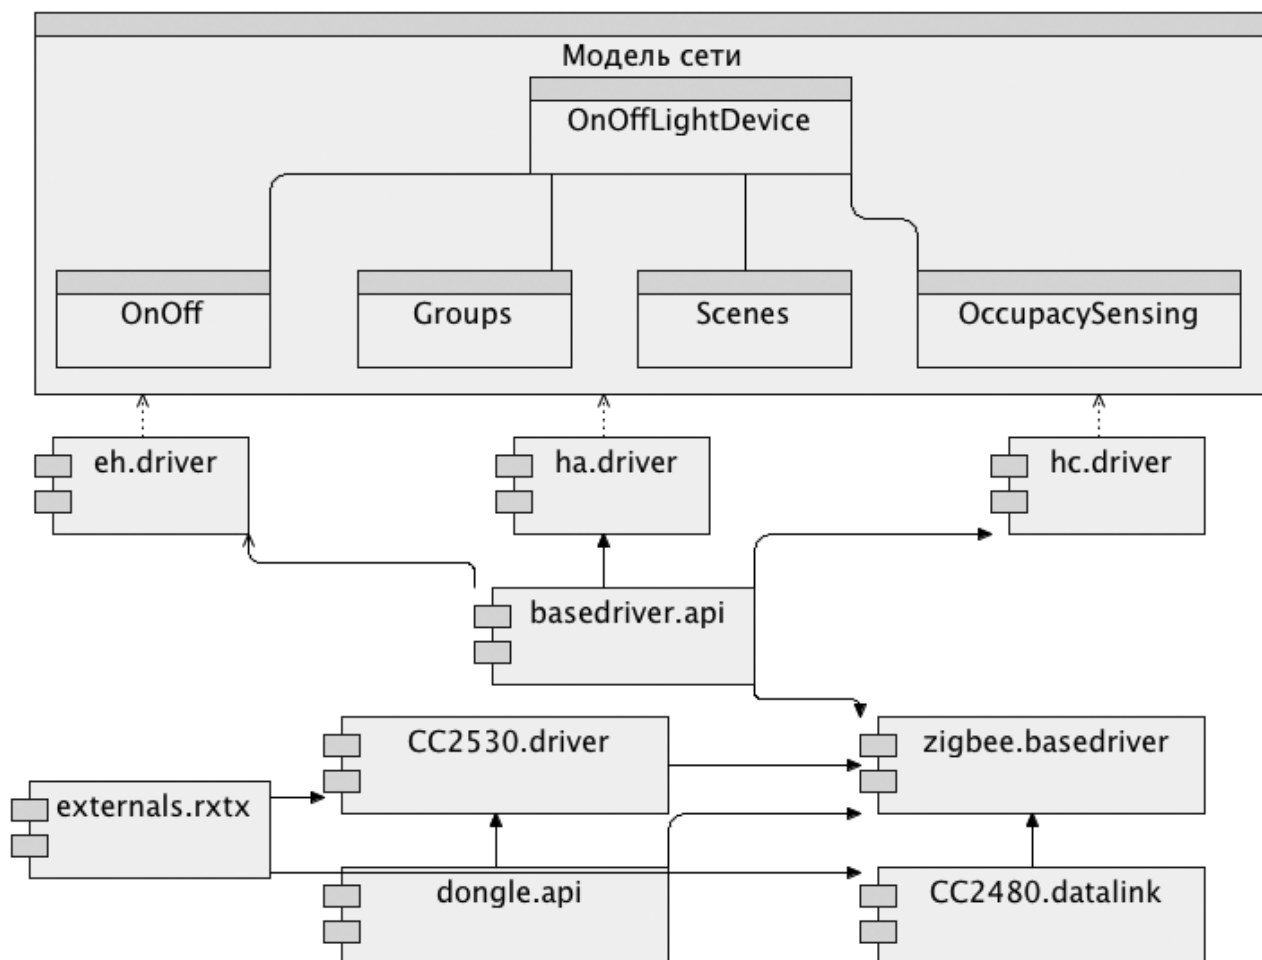 Модель сети
OnOffLightDevice
OnOff
Groups
Scenes
OccupacySensing
eh.driver
ha.driver
hc.driver
basedriver.api
CC2530.driver
zigbee.basedriver
externals.rxtx
dongle.api
CC2480.datalink